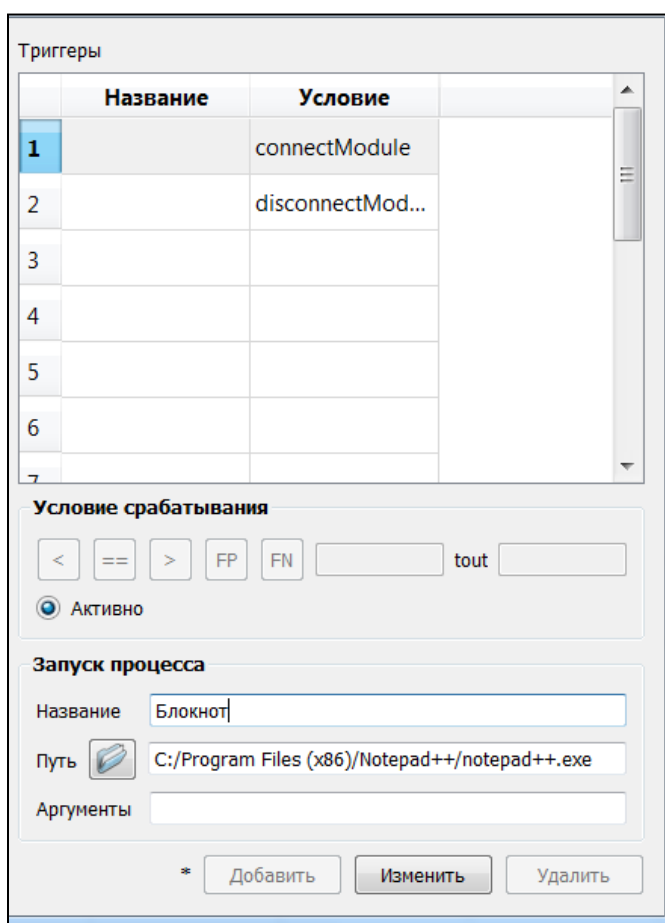 Триггеры
Название Условие
1 connectModule
2 disconnectMod...
3
4
5
6
7
Условие срабатывания
< == > FP FN tout
Активно
Запуск процесса
Название Блокнот
Путь C:/Program Files (x86)/Notepad++/notepad++.exe
Аргументы
* Добавить Изменить Удалить